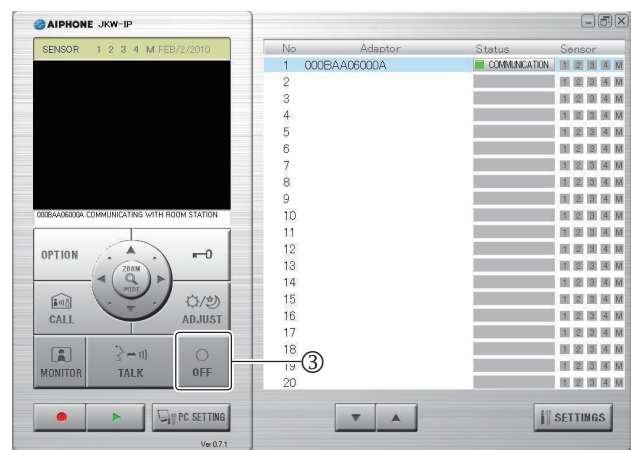 AIPHONE JKW-IP
SENSOR 1 2 3 4 M FEB/2/2010
000BAA06000A COMMUNICATING WITH ROOM STATION
OPTION
ZOOM
WIDE
CALL
ADJUST
MONITOR TALK OFF
PC SETTING
Ver 0.7.1
No Adaptor Status Sensor
1 000BAA06000A COMMUNICATION 1 2 3 4 M
2 1 2 3 4 M
3 1 2 3 4 M
4 1 2 3 4 M
5 1 2 3 4 M
6 1 2 3 4 M
7 1 2 3 4 M
8 1 2 3 4 M
9 1 2 3 4 M
10 1 2 3 4 M
11 1 2 3 4 M
12 1 2 3 4 M
13 1 2 3 4 M
14 1 2 3 4 M
15 1 2 3 4 M
16 1 2 3 4 M
17 1 2 3 4 M
18 1 2 3 4 M
③
19 1 2 3 4 M
20 1 2 3 4 M
SETTINGS